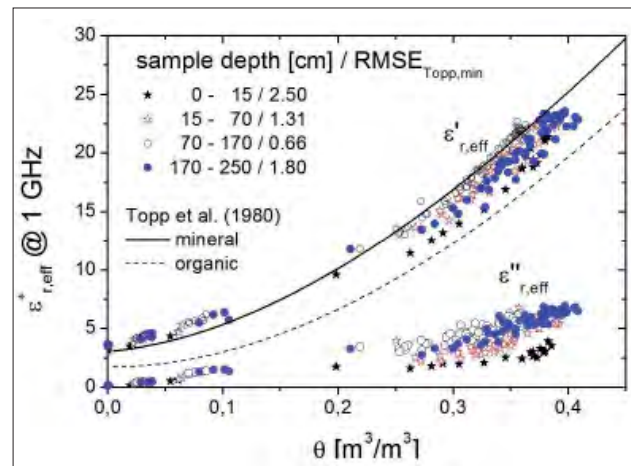 sample depth [cm] / RMSE Topp,min
0 - 15 / 2.50
15 - 70 / 1.31
70 - 170 / 0.66
170 - 250 / 1.80
Topp et al. (1980)
mineral
organic
ε'r,eff
ε''r,eff
ε*r,eff @ 1 GHz
30
25
20
15
10
5
0
0,0 0,1 0,2 0,3 0,4
θ [m³/m³]